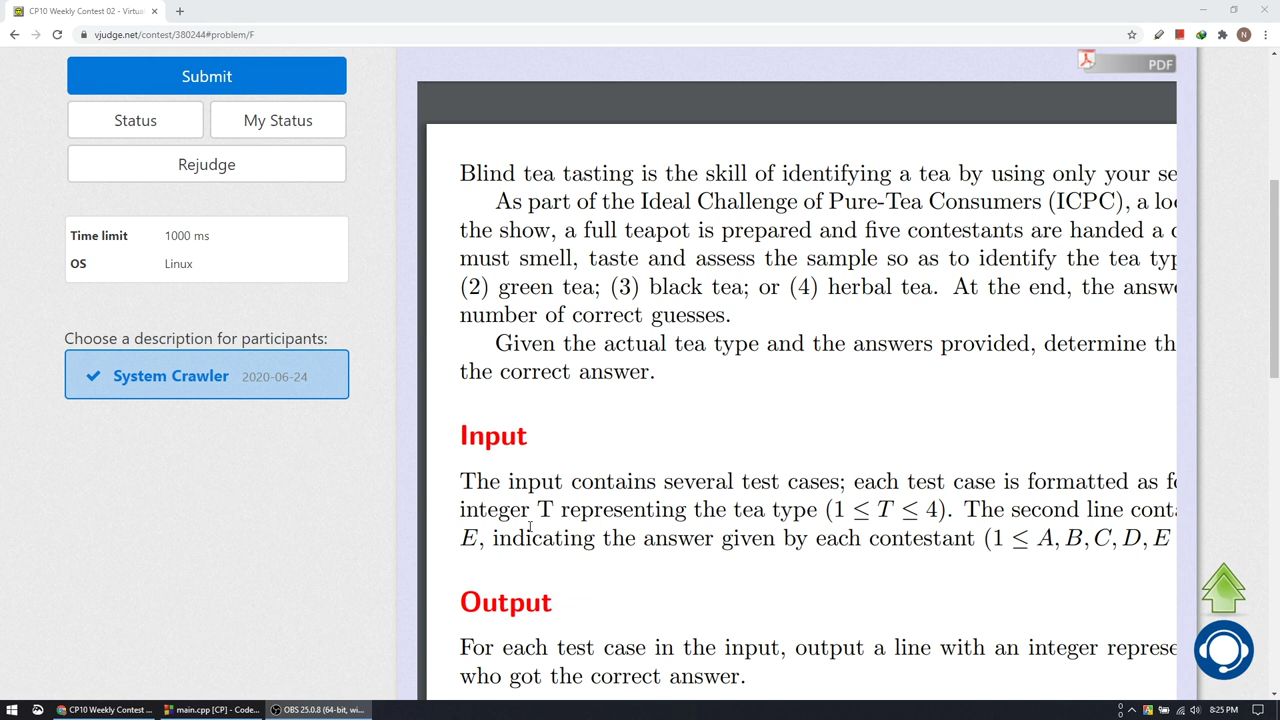 CP10 Weekly Contest 02 - Virtua
vjudge.net/contest/380244#problem/F
N
Submit
Status
My Status
Rejudge
Time limit 1000 ms
OS Linux
Choose a description for participants:
System Crawler 2020-06-24
PDF
Blind tea tasting is the skill of identifying a tea by using only your se
As part of the Ideal Challenge of Pure-Tea Consumers (ICPC), a loc
the show, a full teapot is prepared and five contestants are handed a c
must smell, taste and assess the sample so as to identify the tea typ
(2) green tea; (3) black tea; or (4) herbal tea. At the end, the answe
number of correct guesses.
Given the actual tea type and the answers provided, determine th
the correct answer.
Input
The input contains several test cases; each test case is formatted as fo
integer T representing the tea type (1 ≤ T ≤ 4). The second line conta
E, indicating the answer given by each contestant (1 ≤ A, B, C, D, E
Output
For each test case in the input, output a line with an integer represe
who got the correct answer.
CP10 Weekly Contest ...
main.cpp [CP] - Code...
OBS 25.0.8 (64-bit, wi...
0
0
8:25 PM